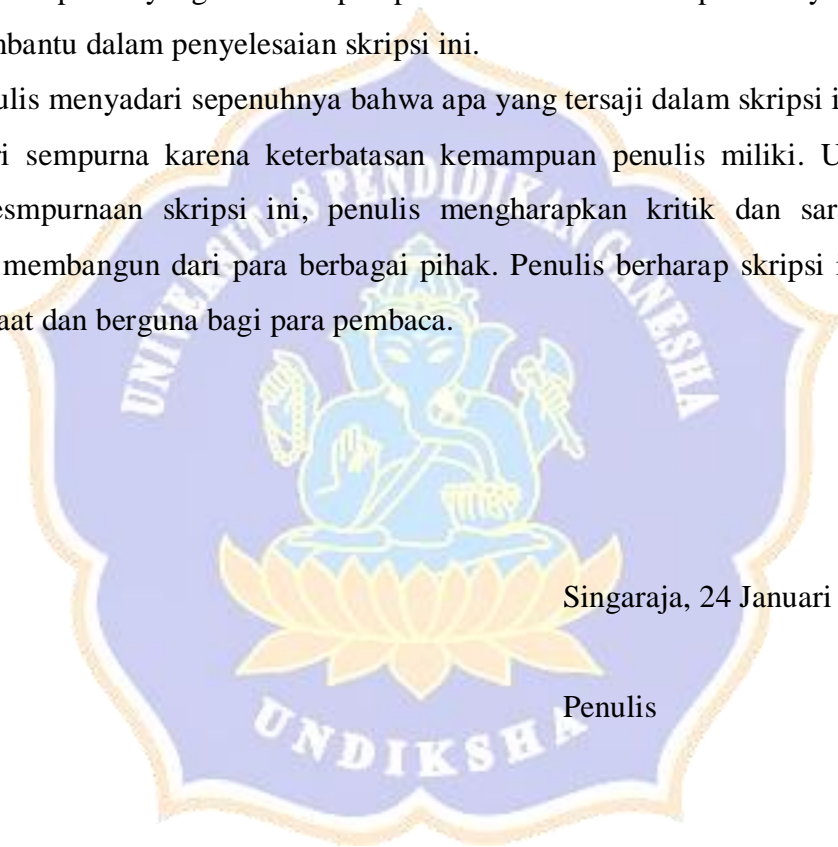 mbantu dalam penyelesaian skripsi ini.
ulis menyadari sepenuhnya bahwa apa yang tersaji dalam skripsi i
ri sempurna karena keterbatasan kemampuan penulis miliki. U
esmpurnaan skripsi ini, penulis mengharapkan kritik dan sar
membangun dari para berbagai pihak. Penulis berharap skripsi i
aat dan berguna bagi para pembaca.
UNIVERSITAS PENDIDIKAN GANESHA
Singaraja, 24 Januari
Penulis
UNDIKSHA